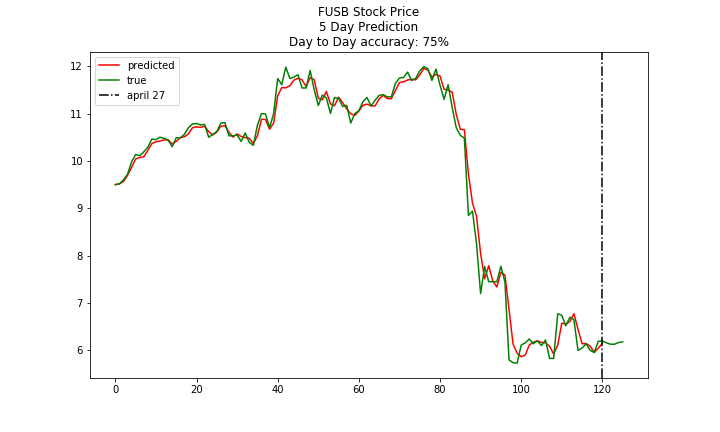 FUSB Stock Price
5 Day Prediction
Day to Day accuracy: 75%
predicted
true
april 27
12
11
10
9
8
7
6
0 20 40 60 80 100 120